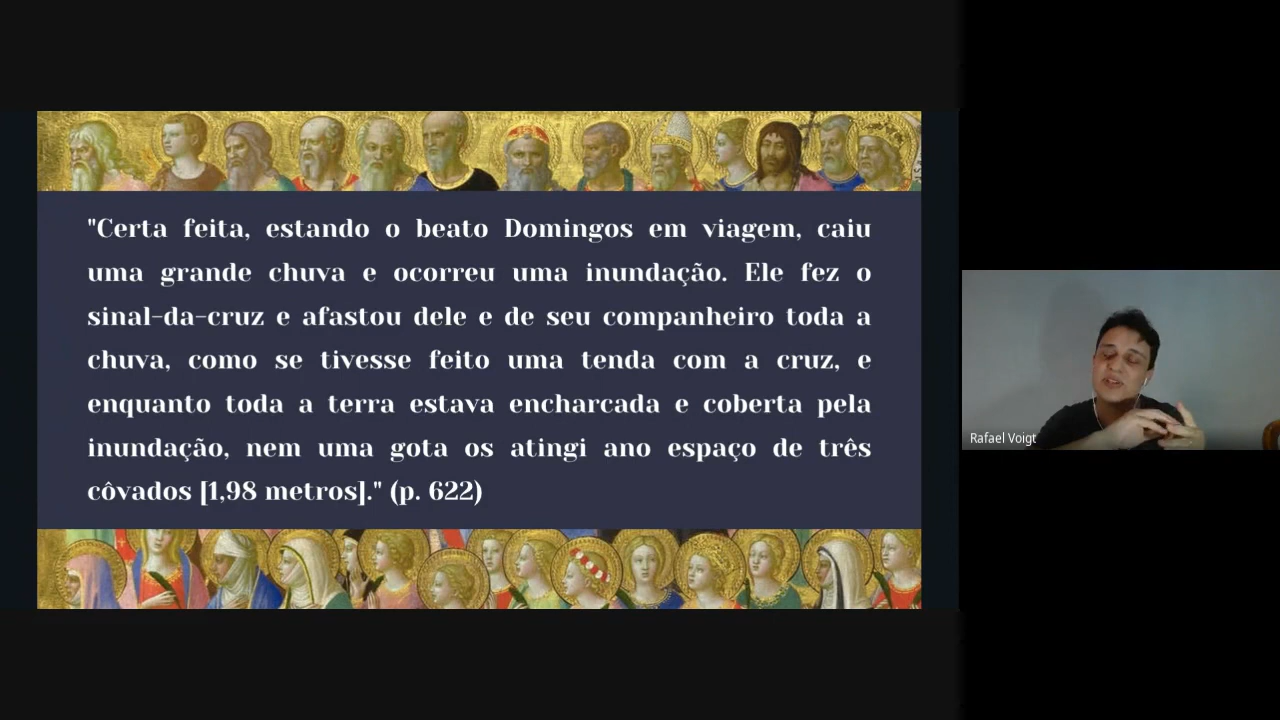 "Certa feita, estando o beato Domingos em viagem, caiu
uma grande chuva e ocorreu uma inundação. Ele fez o
sinal-da-cruz e afastou dele e de seu companheiro toda a
chuva, como se tivesse feito uma tenda com a cruz, e
enquanto toda a terra estava encharcada e coberta pela
inundação, nem uma gota os atingi ano espaço de três
côvados [1,98 metros]." (p. 622)
Rafael Voigt